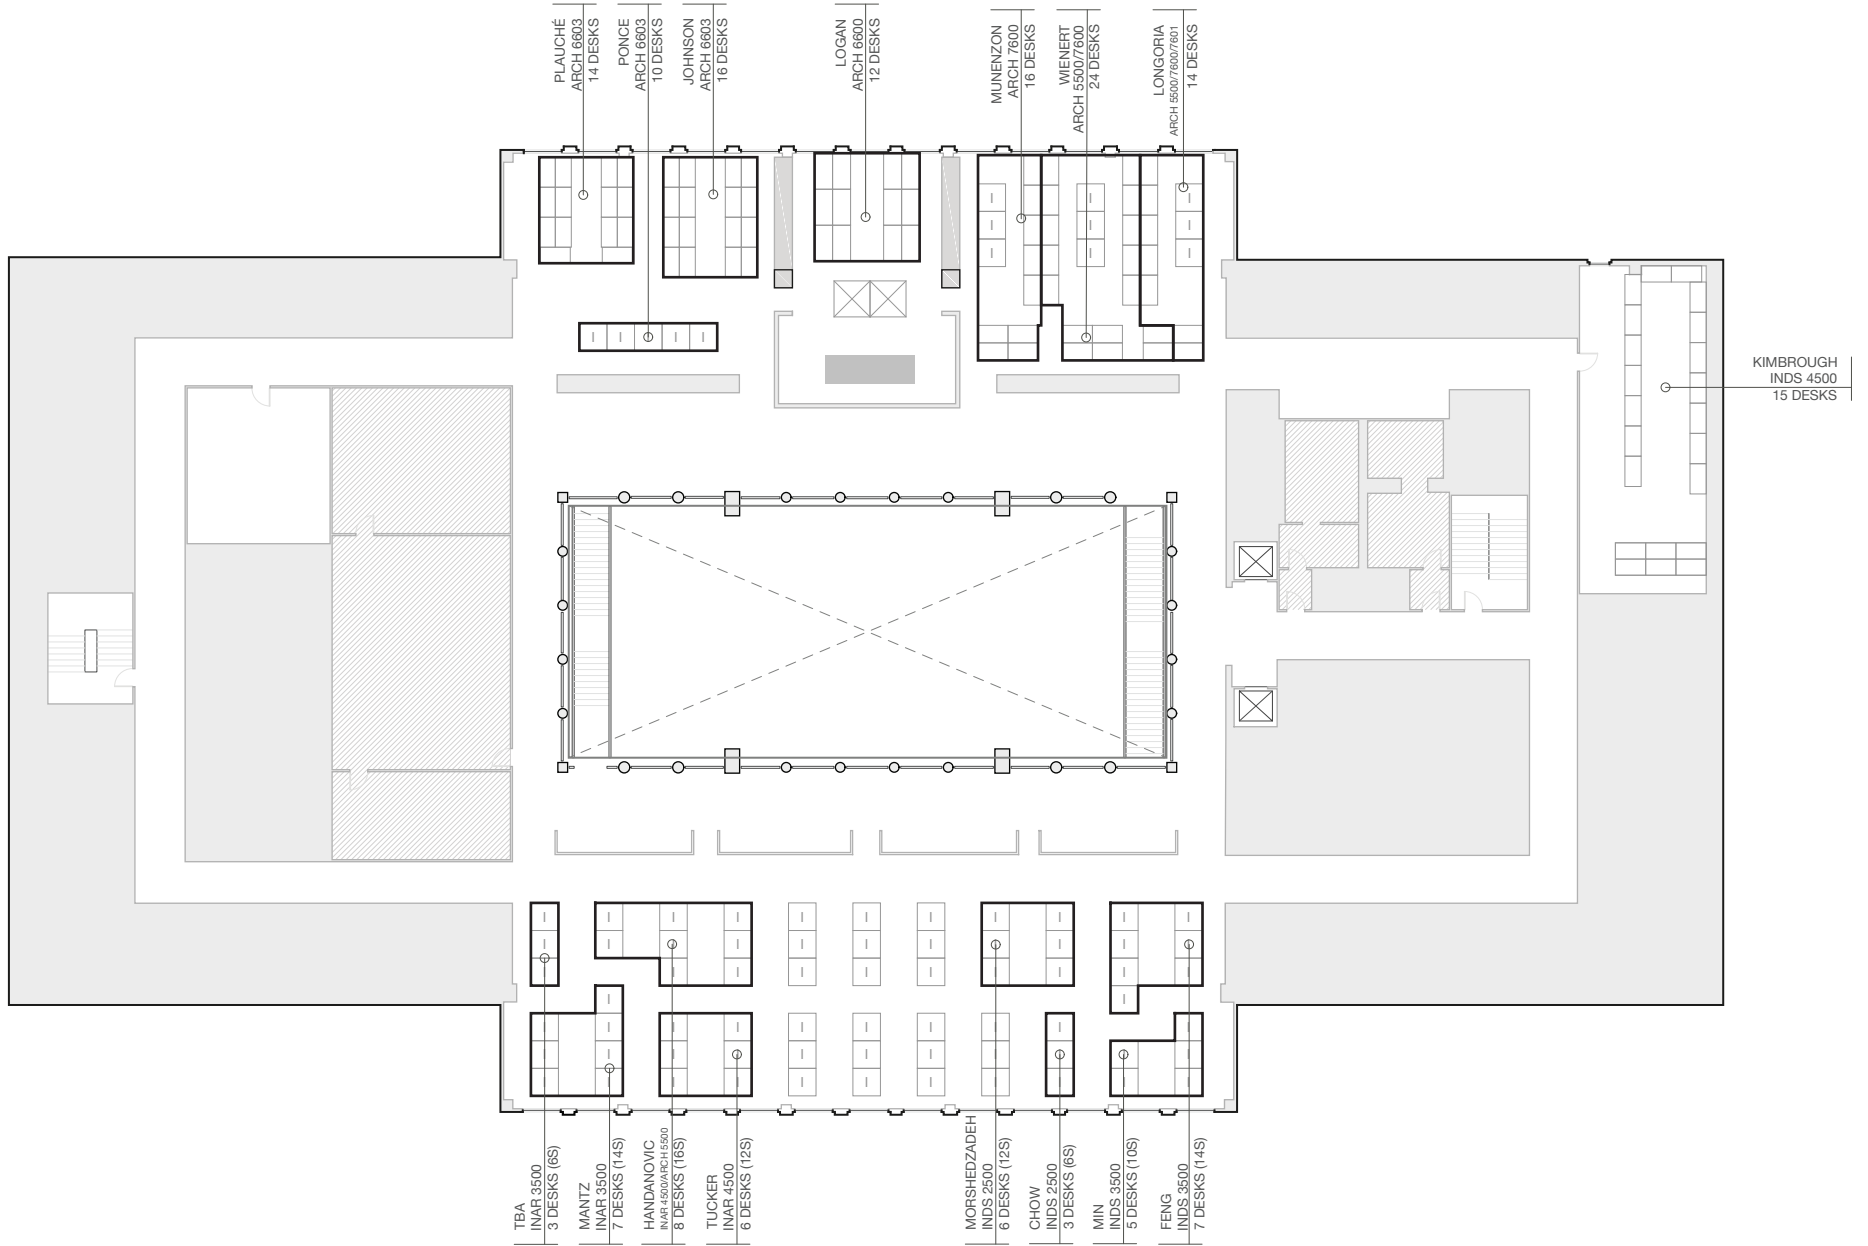 PLAUCHÉ
ARCH 6603
14 DESKS
PONCE
ARCH 6603
10 DESKS
JOHNSON
ARCH 6603
16 DESKS
LOGAN
ARCH 6600
12 DESKS
MUNENZON
ARCH 7600
16 DESKS
WIENERT
ARCH 5500/7600
24 DESKS
LONGORIA
ARCH 5500/7600/7601
14 DESKS
KIMBROUGH
INDS 4500
15 DESKS
TBA
INAR 3500
3 DESKS (6S)
MANTZ
INAR 3500
7 DESKS (14S)
HANDANOVIC
INAR 4500/ARCH 5500
8 DESKS (16S)
TUCKER
INAR 4500
6 DESKS (12S)
MORSHEDZADEH
INDS 2500
6 DESKS (12S)
CHOW
INDS 2500
3 DESKS (6S)
MIN
INDS 3500
5 DESKS (10S)
FENG
INDS 3500
7 DESKS (14S)